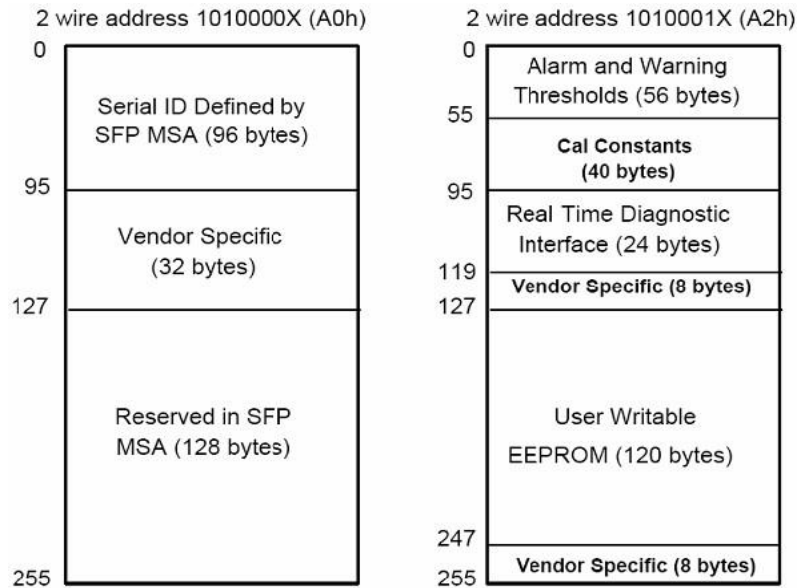 2 wire address 1010000X (A0h)
0
Serial ID Defined by
SFP MSA (96 bytes)
95
Vendor Specific
(32 bytes)
127
Reserved in SFP
MSA (128 bytes)
255
2 wire address 1010001X (A2h)
0
Alarm and Warning
Thresholds (56 bytes)
55
Cal Constants
(40 bytes)
95
Real Time Diagnostic
Interface (24 bytes)
119
Vendor Specific (8 bytes)
127
User Writable
EEPROM (120 bytes)
247
Vendor Specific (8 bytes)
255